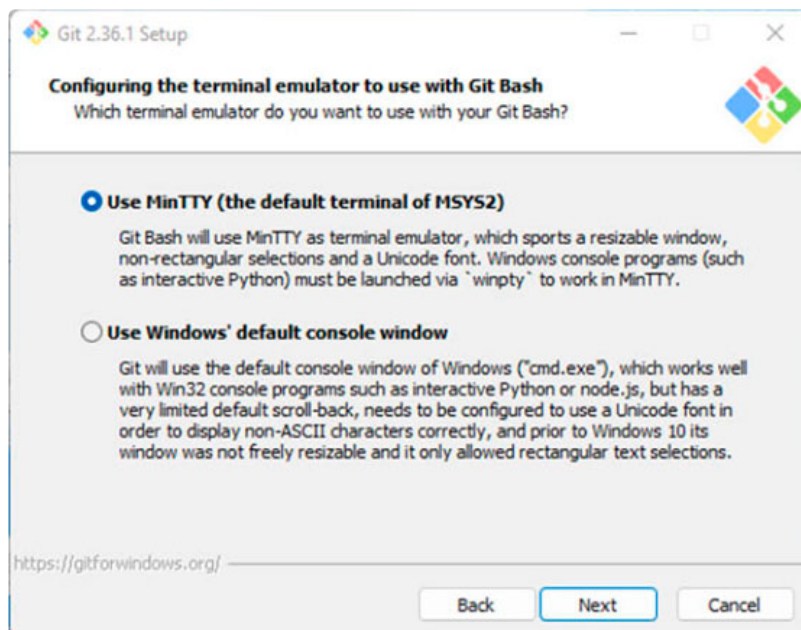 Git 2.36.1 Setup
Configuring the terminal emulator to use with Git Bash
Which terminal emulator do you want to use with your Git Bash?
Use MinTTY (the default terminal of MSYS2)
Git Bash will use MinTTY as terminal emulator, which sports a resizable window,
non-rectangular selections and a Unicode font. Windows console programs (such
as interactive Python) must be launched via `winpty` to work in MinTTY.
Use Windows' default console window
Git will use the default console window of Windows ("cmd.exe"), which works well
with Win32 console programs such as interactive Python or node.js, but has a
very limited default scroll-back, needs to be configured to use a Unicode font in
order to display non-ASCII characters correctly, and prior to Windows 10 its
window was not freely resizable and it only allowed rectangular text selections.
https://gitforwindows.org/
Back Next Cancel